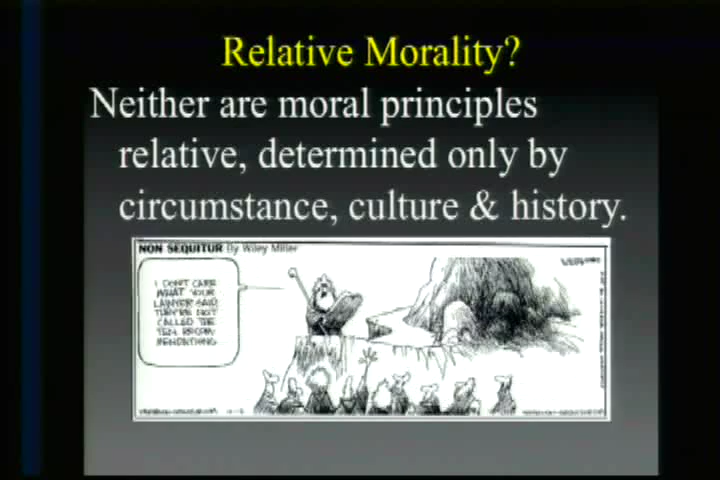 Relative Morality?
Neither are moral principles
relative, determined only by
circumstance, culture & history.
NON SEQUITUR By Wiley Miller
I DON'T CARE
WHAT YOUR
LAWYER SAID
THEY'RE NOT
CALLED THE
TEN RECOM-
MENDATIONS